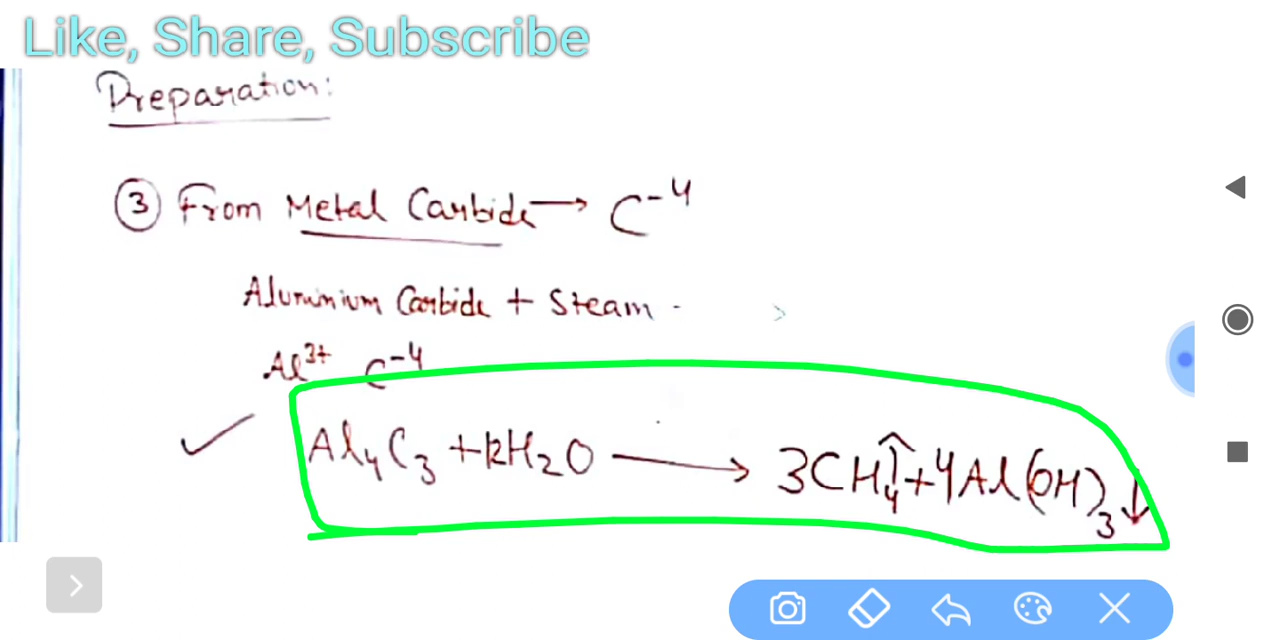 Like, Share, Subscribe
Preparation:
③ From Metal Carbide → C⁻⁴
Aluminium Carbide + Steam -
Al³⁺ C⁻⁴
✓ Al₄C₃ + 12H₂O → 3CH₄↑ + 4Al(OH)₃↓